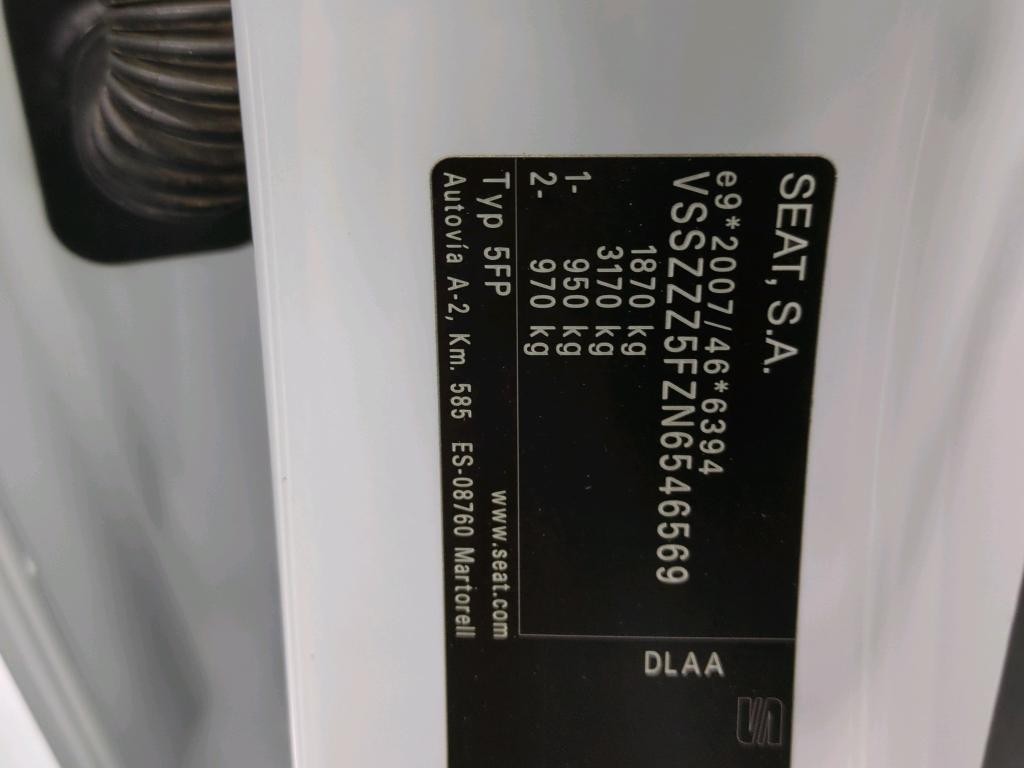 SEAT, S.A.
e9*2007/46*6394
VSSZZZ5FZN6546569
1870 kg
3170 kg
1- 950 kg
2- 970 kg
Typ 5FP www.seat.com
Autovía A-2, Km. 585 ES-08760 Martorell
DLAA